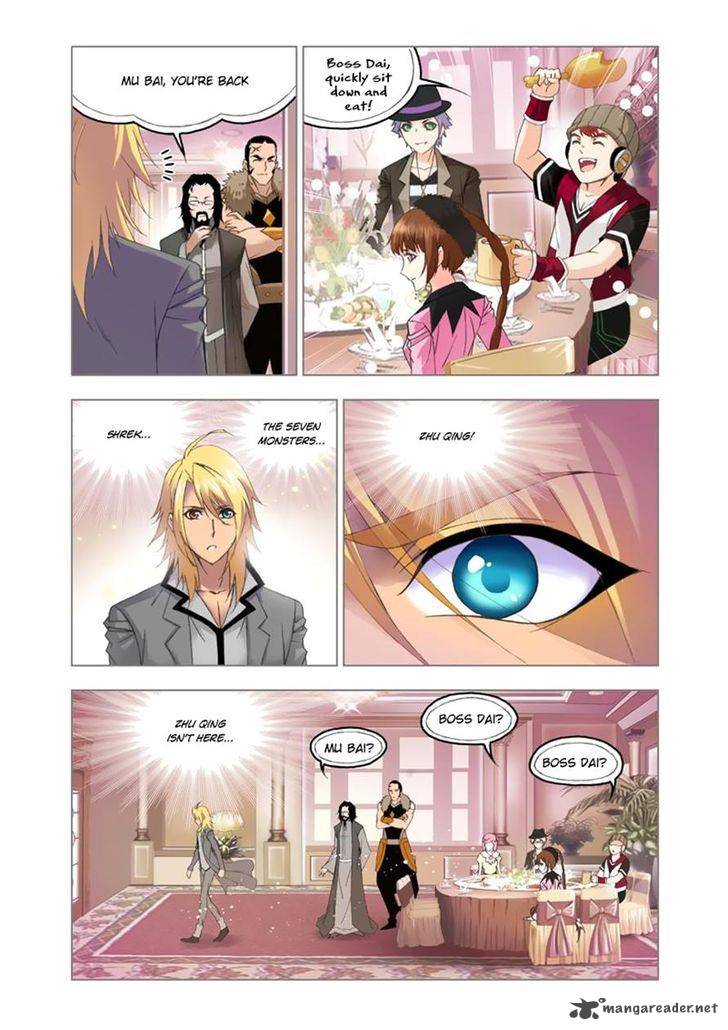 MU BAI, YOU'RE BACK
Boss Dai,
quickly sit
down and
eat!
SHREK...
THE SEVEN
MONSTERS...
ZHU QING!
ZHU QING
ISN'T HERE...
MU BAI?
BOSS DAI?
BOSS DAI?
mangareader.net